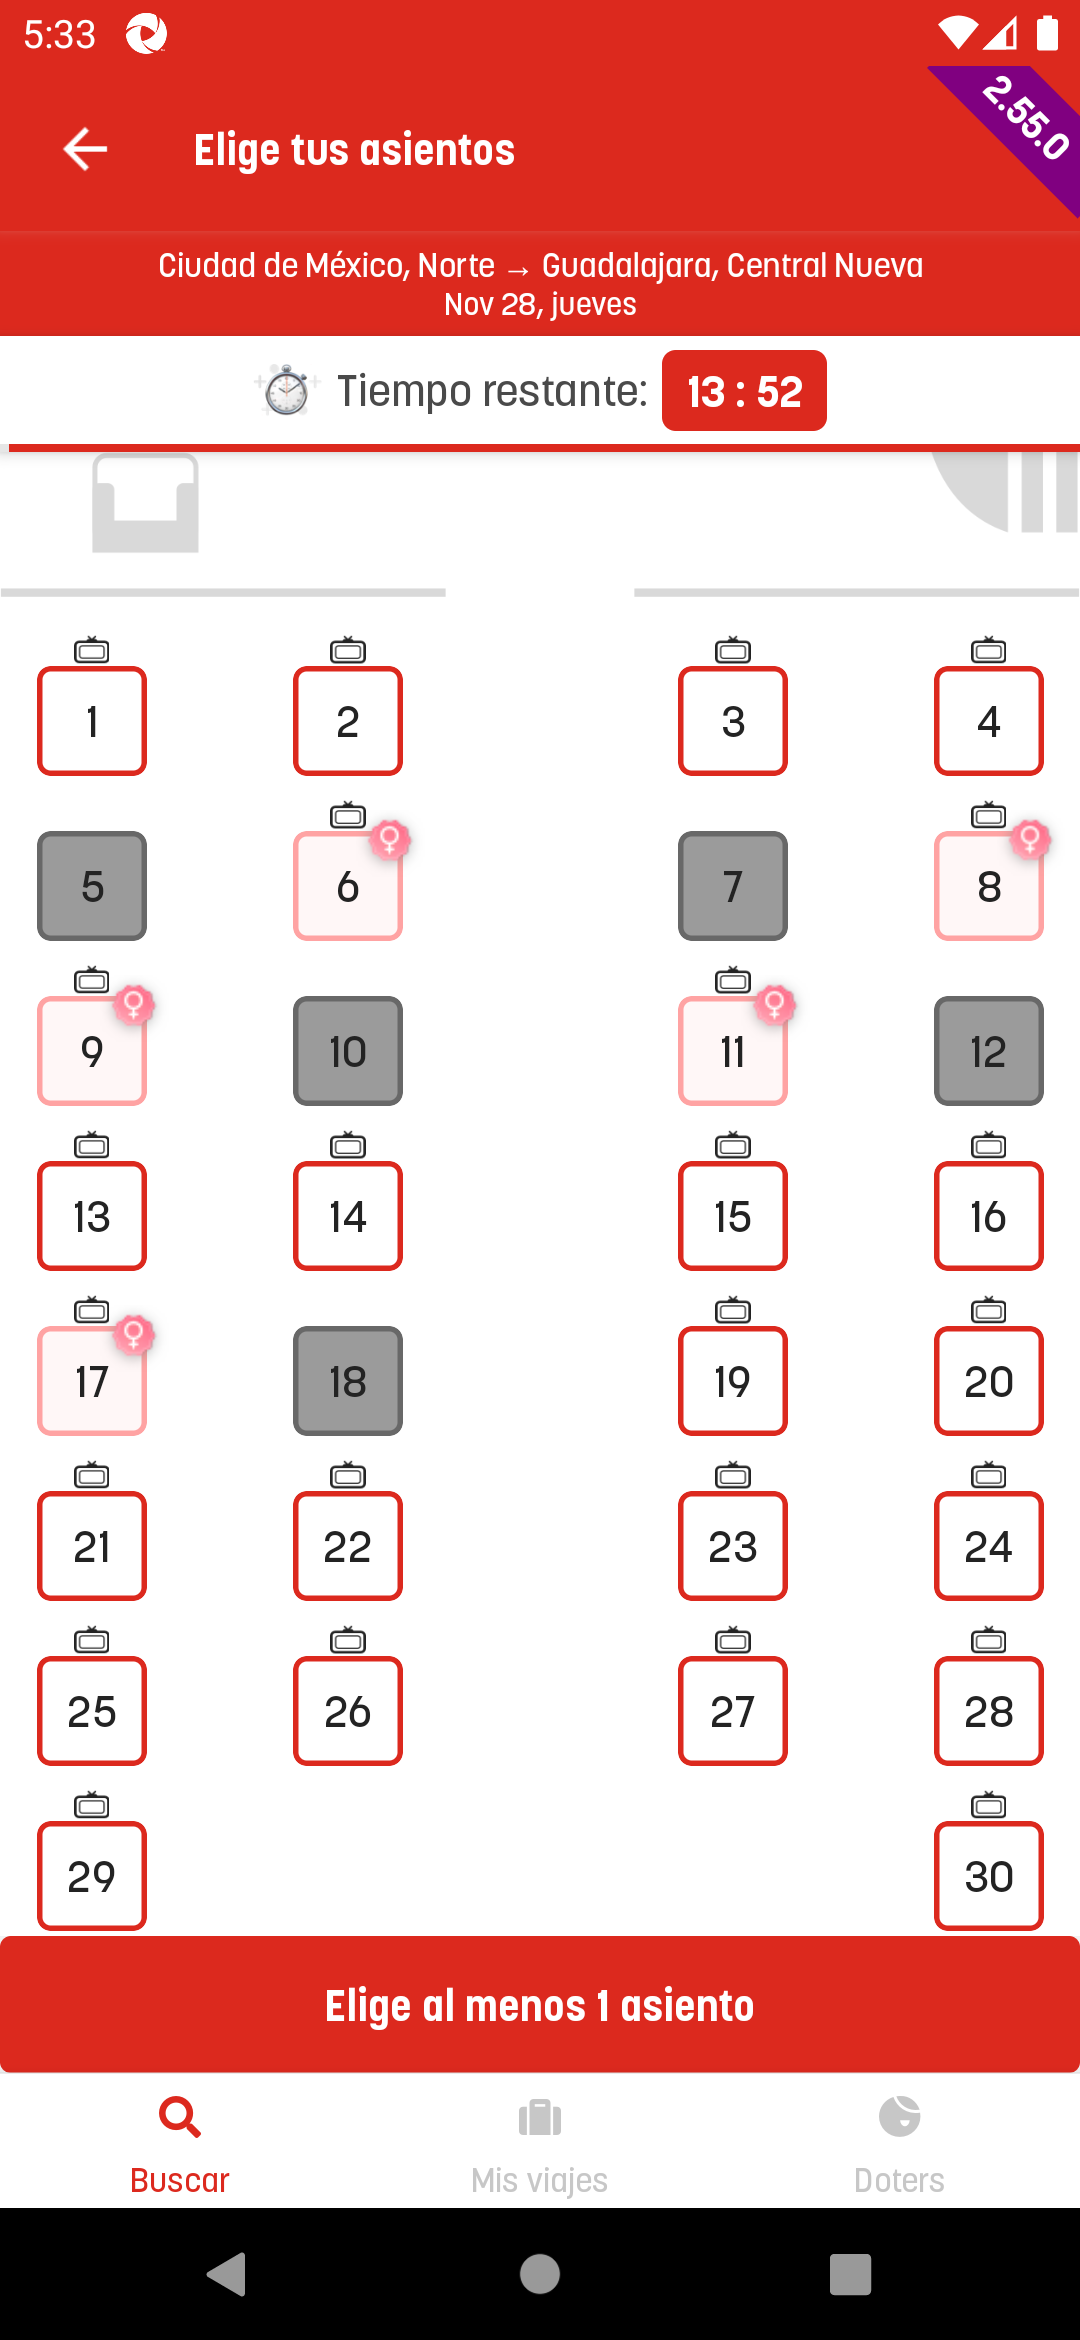 5:33
2.55.0
Elige tus asientos
Ciudad de México, Norte → Guadalajara, Central Nueva
Nov 28, jueves
Tiempo restante: 13 : 52
1 2 3 4
5 6 7 8
9 10 11 12
13 14 15 16
17 18 19 20
21 22 23 24
25 26 27 28
29 30
Elige al menos 1 asiento
Buscar Mis viajes Doters